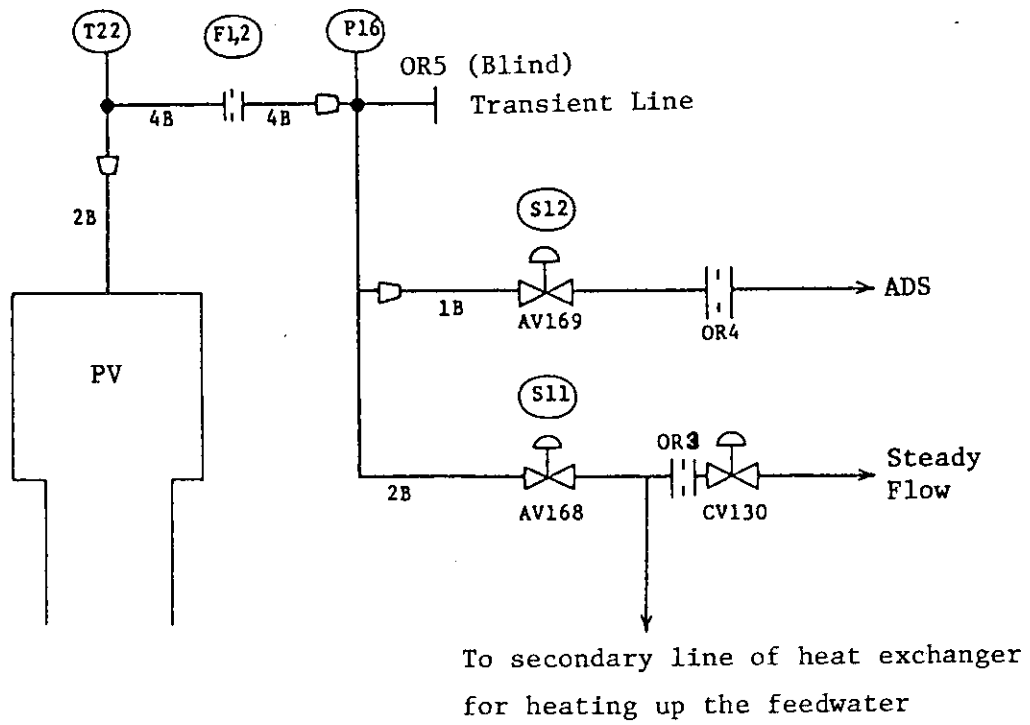 T22
F1,2
P16
OR5 (Blind)
Transient Line
4B
4B
2B
S12
1B
AV169
OR4
ADS
PV
S11
OR3
Steady
Flow
2B
AV168
CV130
To secondary line of heat exchanger
for heating up the feedwater